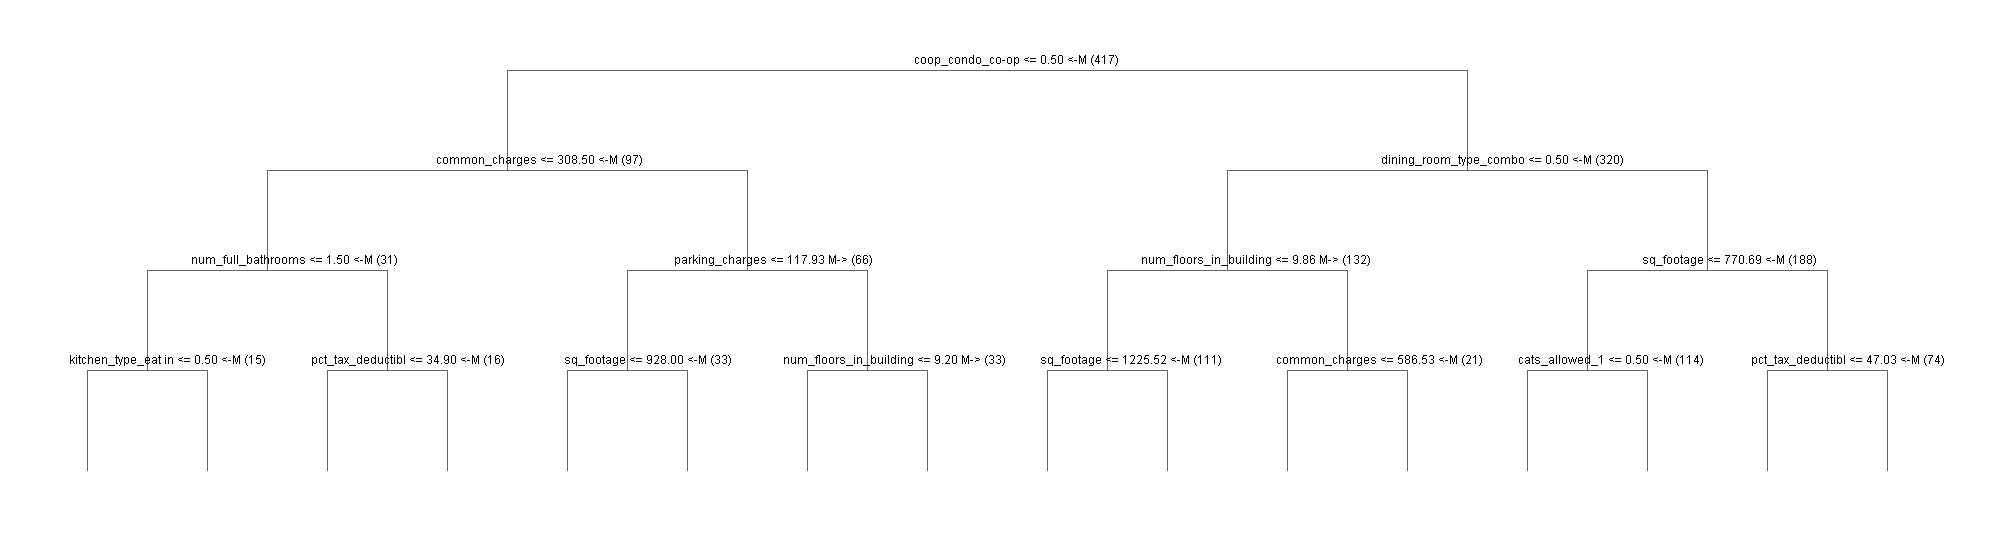 coop_condo_co-op <= 0.50 <-M (417)
common_charges <= 308.50 <-M (97)
dining_room_type_combo <= 0.50 <-M (320)
num_full_bathrooms <= 1.50 <-M (31)
parking_charges <= 117.93 M-> (66)
num_floors_in_building <= 9.86 M-> (132)
sq_footage <= 770.69 <-M (188)
kitchen_type_eat in <= 0.50 <-M (15)
pct_tax_deductibl <= 34.90 <-M (16)
sq_footage <= 928.00 <-M (33)
num_floors_in_building <= 9.20 M-> (33)
sq_footage <= 1225.52 <-M (111)
common_charges <= 586.53 <-M (21)
cats_allowed_1 <= 0.50 <-M (114)
pct_tax_deductibl <= 47.03 <-M (74)